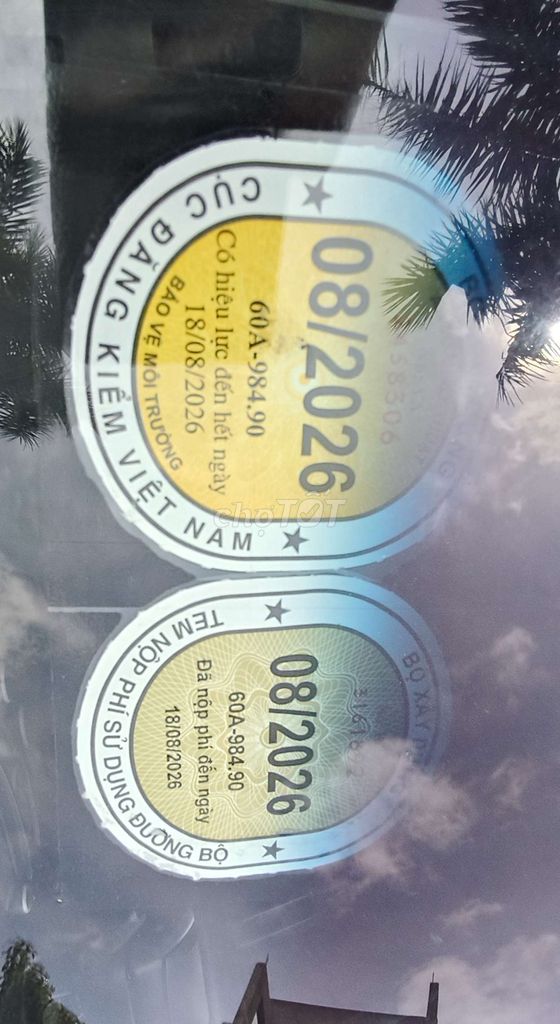 08/2026
60A-984.90
Có hiệu lực đến hết ngày
18/08/2026
BẢO VỆ MÔI TRƯỜNG
CỤC ĐĂNG KIỂM VIỆT NAM
chợTỐT
BỘ XÂY
08/2026
60A-984.90
Đã nộp phí đến ngày
18/08/2026
TEM NỘP PHÍ SỬ DỤNG ĐƯỜNG BỘ